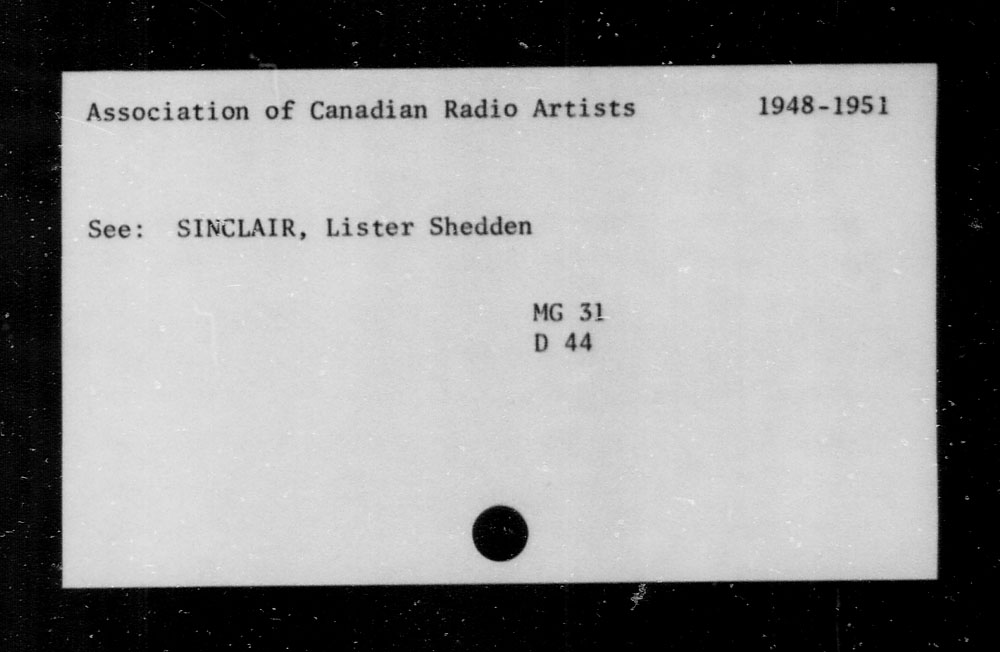 Association of Canadian Radio Artists 1948-1951
See: SINCLAIR, Lister Shedden
MG 31
D 44